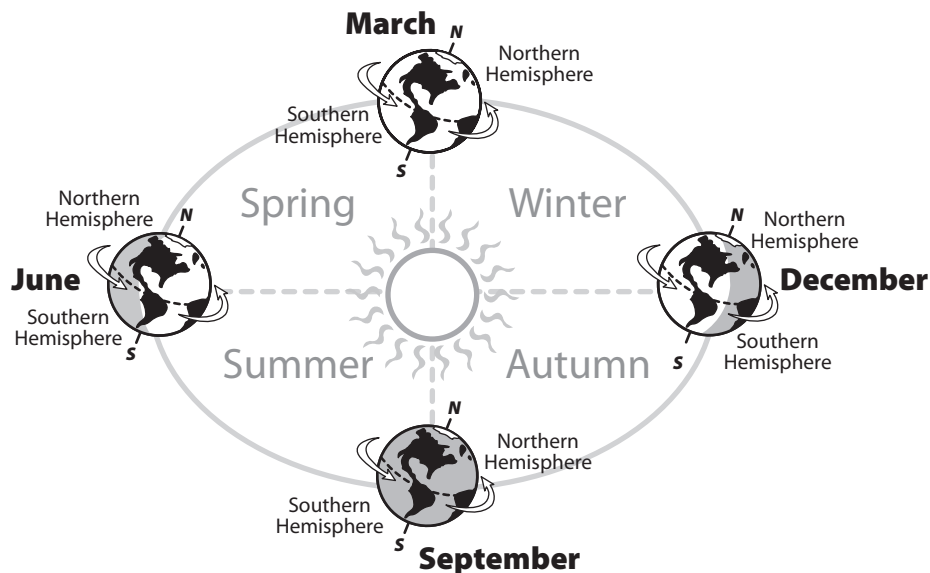 March
N
Northern
Hemisphere
Southern
Hemisphere
S
Spring
Winter
Northern
Hemisphere
N
June
Southern
Hemisphere
S
N
Northern
Hemisphere
December
Southern
Hemisphere
S
Summer
Autumn
N
Northern
Hemisphere
Southern
Hemisphere
S
September